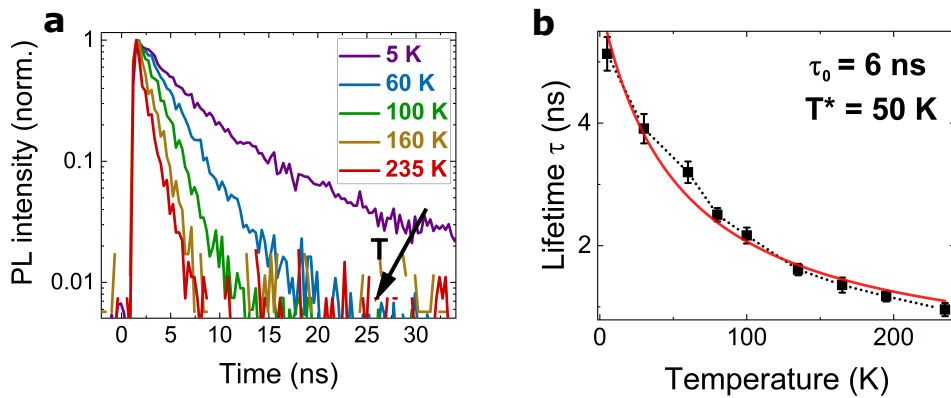 a
PL intensity (norm.)
1
0.1
0.01
5 K
60 K
100 K
160 K
235 K
T
0 5 10 15 20 25 30
Time (ns)
b
Lifetime τ (ns)
4
2
τ0 = 6 ns
T* = 50 K
0 100 200
Temperature (K)